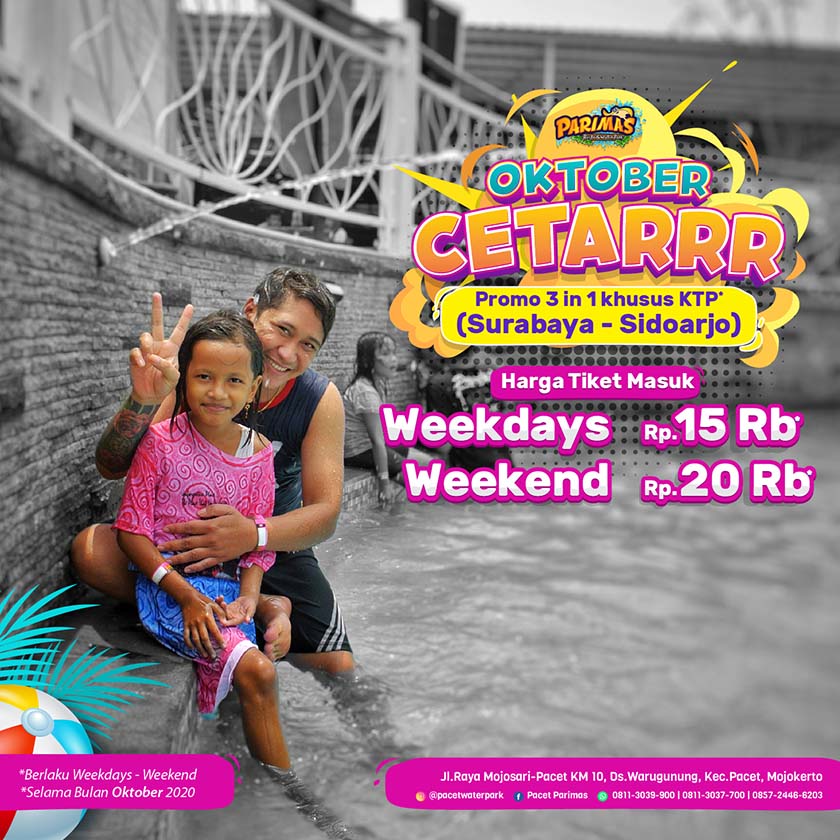 PARIMAS
OKTOBER
CETARRR
Promo 3 in 1 khusus KTP*
(Surabaya - Sidoarjo)
Harga Tiket Masuk
Weekdays Rp.15 Rb*
Weekend Rp.20 Rb*
*Berlaku Weekdays - Weekend
*Selama Bulan Oktober 2020
Jl.Raya Mojosari-Pacet KM 10, Ds.Warugunung, Kec.Pacet, Mojokerto
@pacetwaterpark Pacet Parimas 0811-3039-900 | 0811-3037-700 | 0857-2446-6203